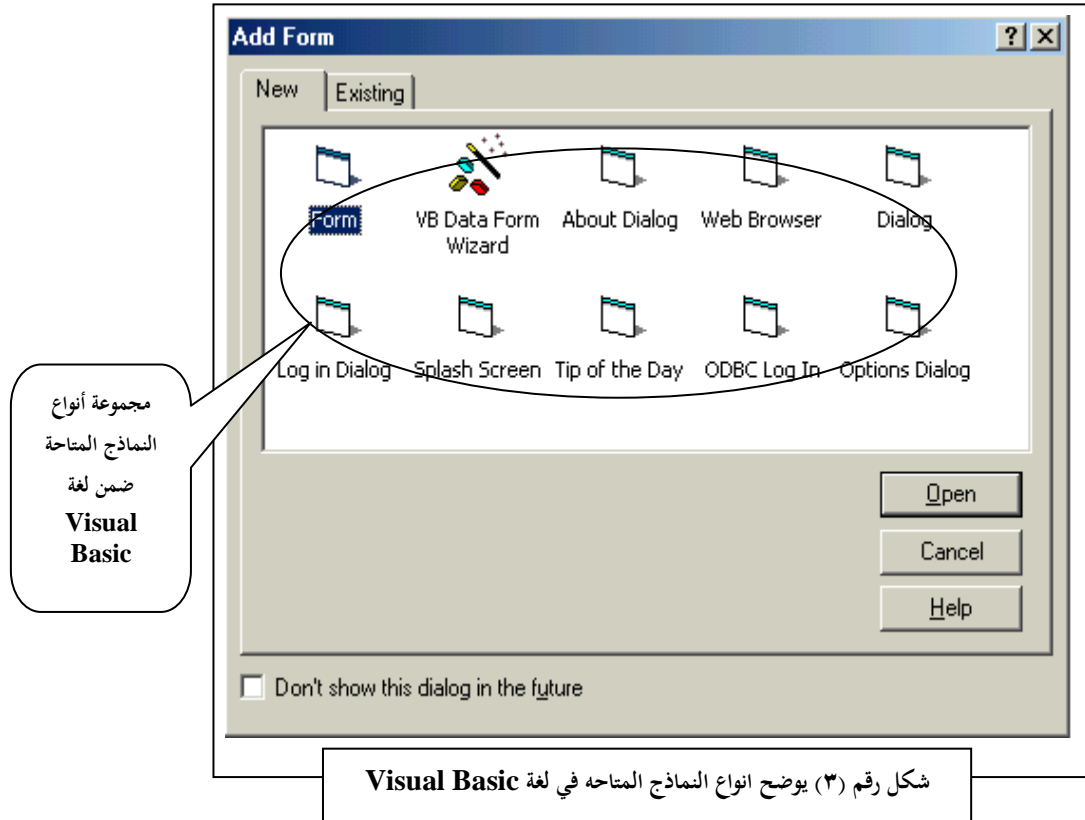 Add Form
New
Existing
Form
VB Data Form
Wizard
About Dialog
Web Browser
Dialog
Log in Dialog
Splash Screen
Tip of the Day
ODBC Log In
Options Dialog
مجموعة أنواع
النماذج المتاحة
ضمن لغة
Visual
Basic
Open
Cancel
Help
Don't show this dialog in the future
شكل رقم (٣) يوضح انواع النماذج المتاحه في لغة Visual Basic